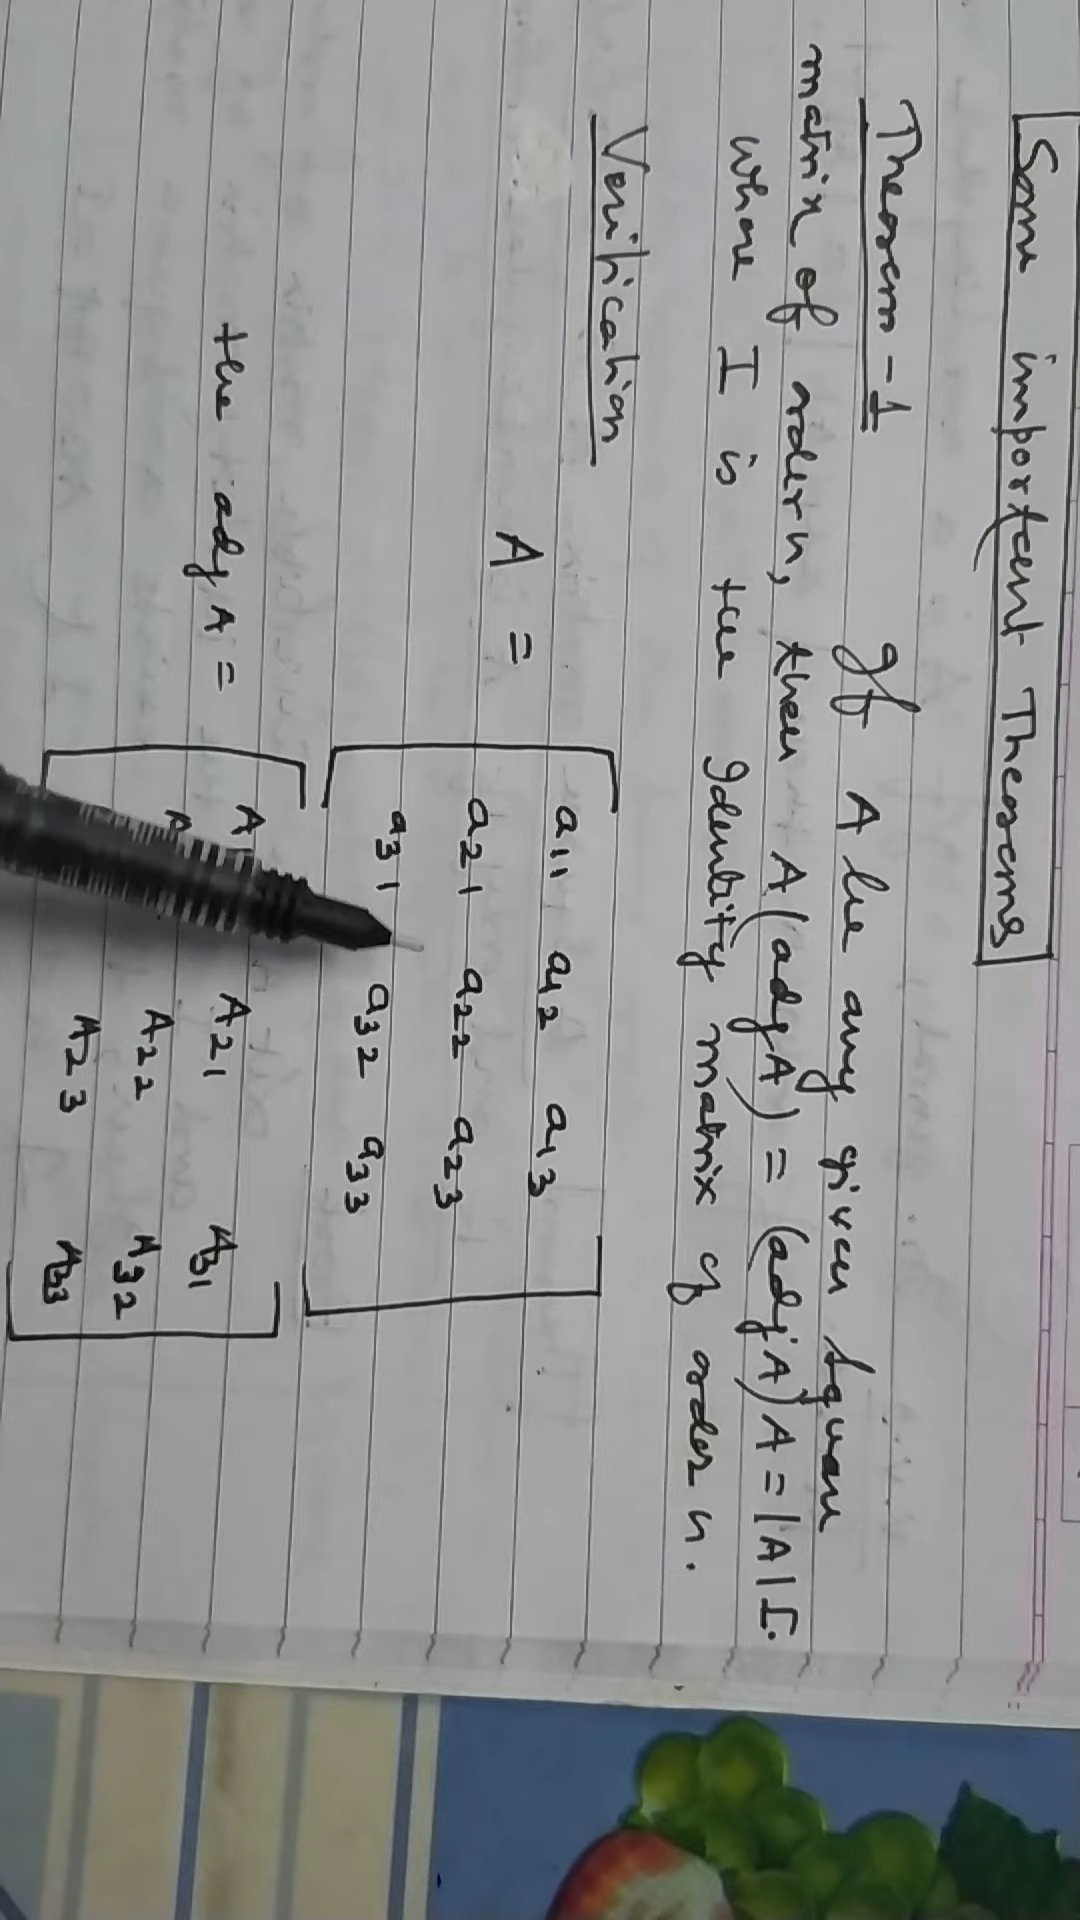 Some important Theorems
Theorem-1 If A be any given square
matrix of order n, then A(adjA) = (adjA)A = |A|I.
where I is the Identity matrix of order n.
Verification
A =
a11 a12 a13
a21 a22 a23
a31 a32 a33
the adj A =
A21 A31
A22 A32
A23 A33